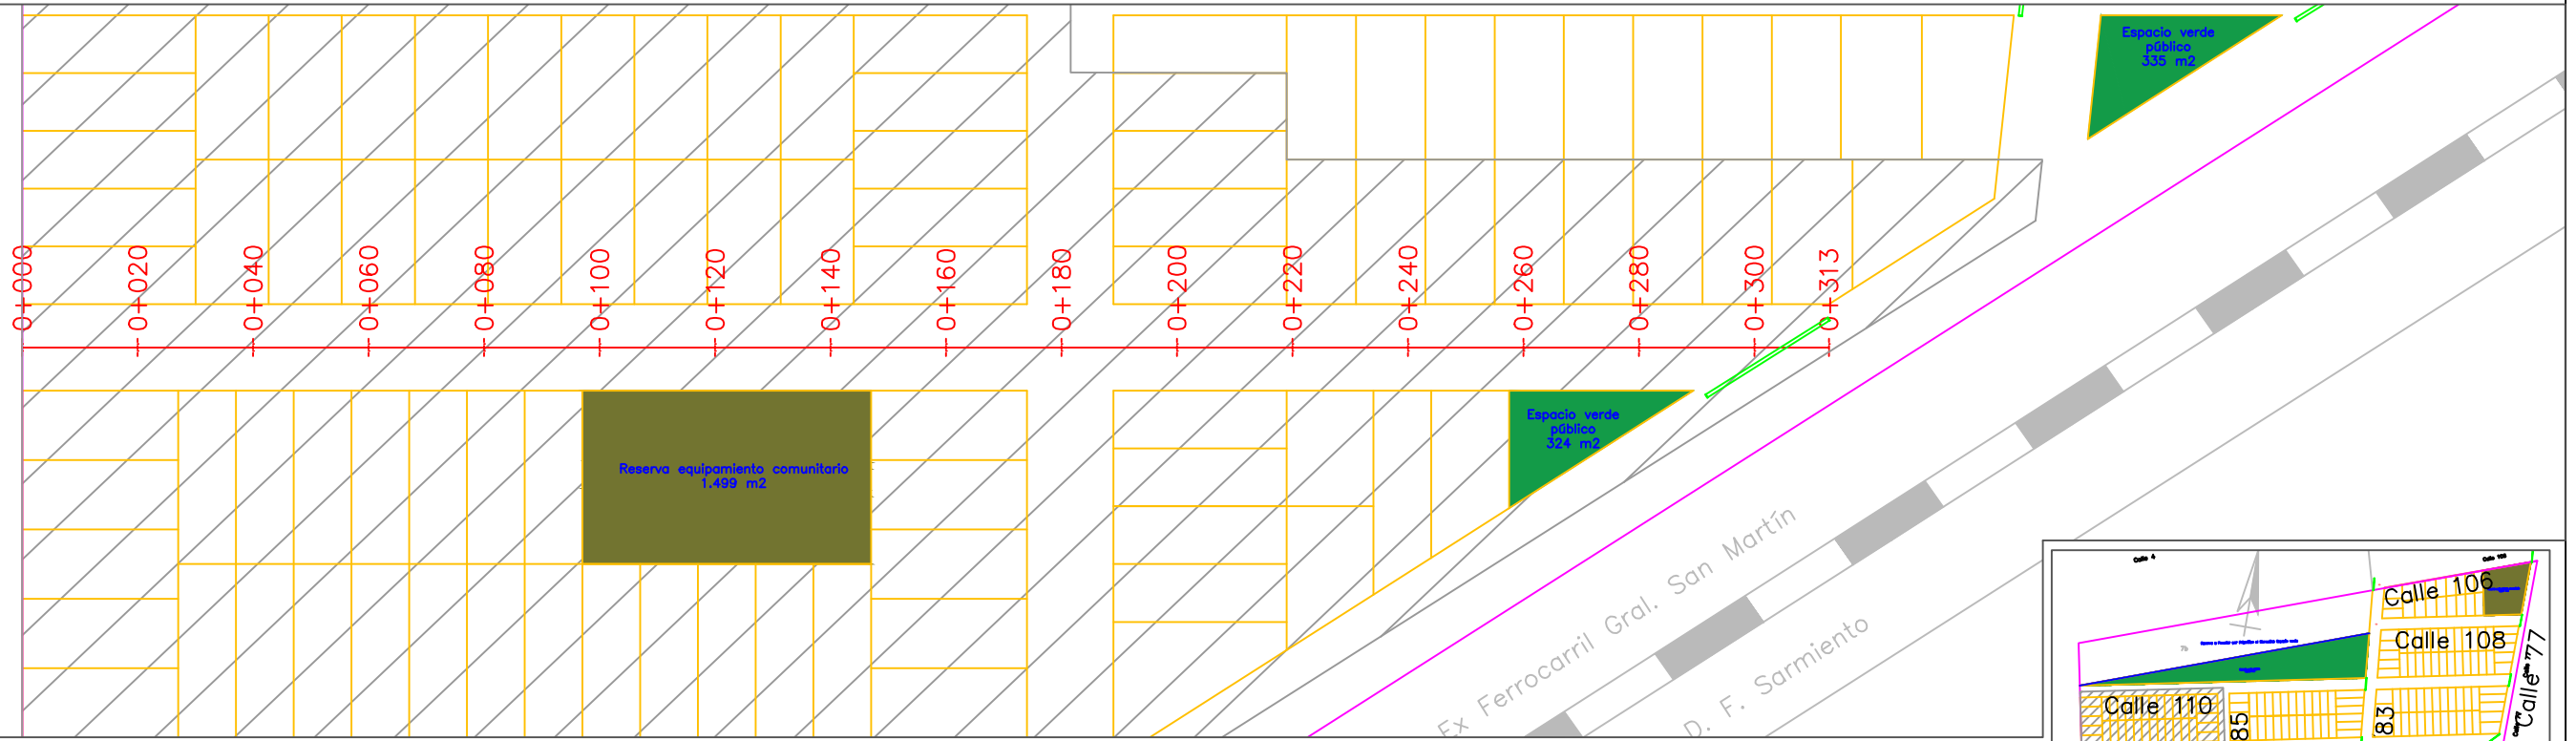 Espacio verde
público
335 m2
0+000
0+020
0+040
0+060
0+080
0+100
0+120
0+140
0+160
0+180
0+200
0+220
0+240
0+260
0+280
0+300
0+313
Reserva equipamiento comunitario
1.499 m2
Espacio verde
público
324 m2
Ex Ferrocarril Gral. San Martín
D. F. Sarmiento
Calle 4
Calle 106
Calle 108
Calle 77
Calle 110
85
83